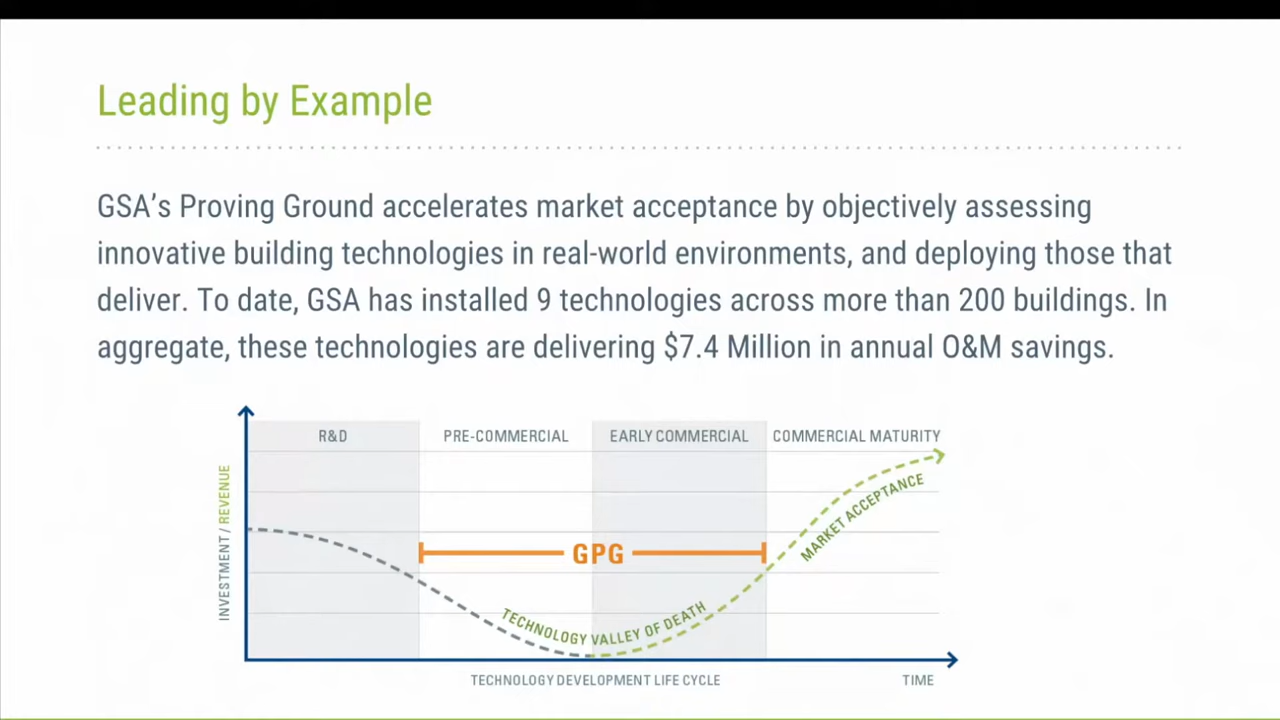 Leading by Example
GSA’s Proving Ground accelerates market acceptance by objectively assessing
innovative building technologies in real-world environments, and deploying those that
deliver. To date, GSA has installed 9 technologies across more than 200 buildings. In
aggregate, these technologies are delivering $7.4 Million in annual O&M savings.
R&D
PRE-COMMERCIAL
EARLY COMMERCIAL
COMMERCIAL MATURITY
INVESTMENT / REVENUE
MARKET ACCEPTANCE
GPG
TECHNOLOGY VALLEY OF DEATH
TECHNOLOGY DEVELOPMENT LIFE CYCLE
TIME